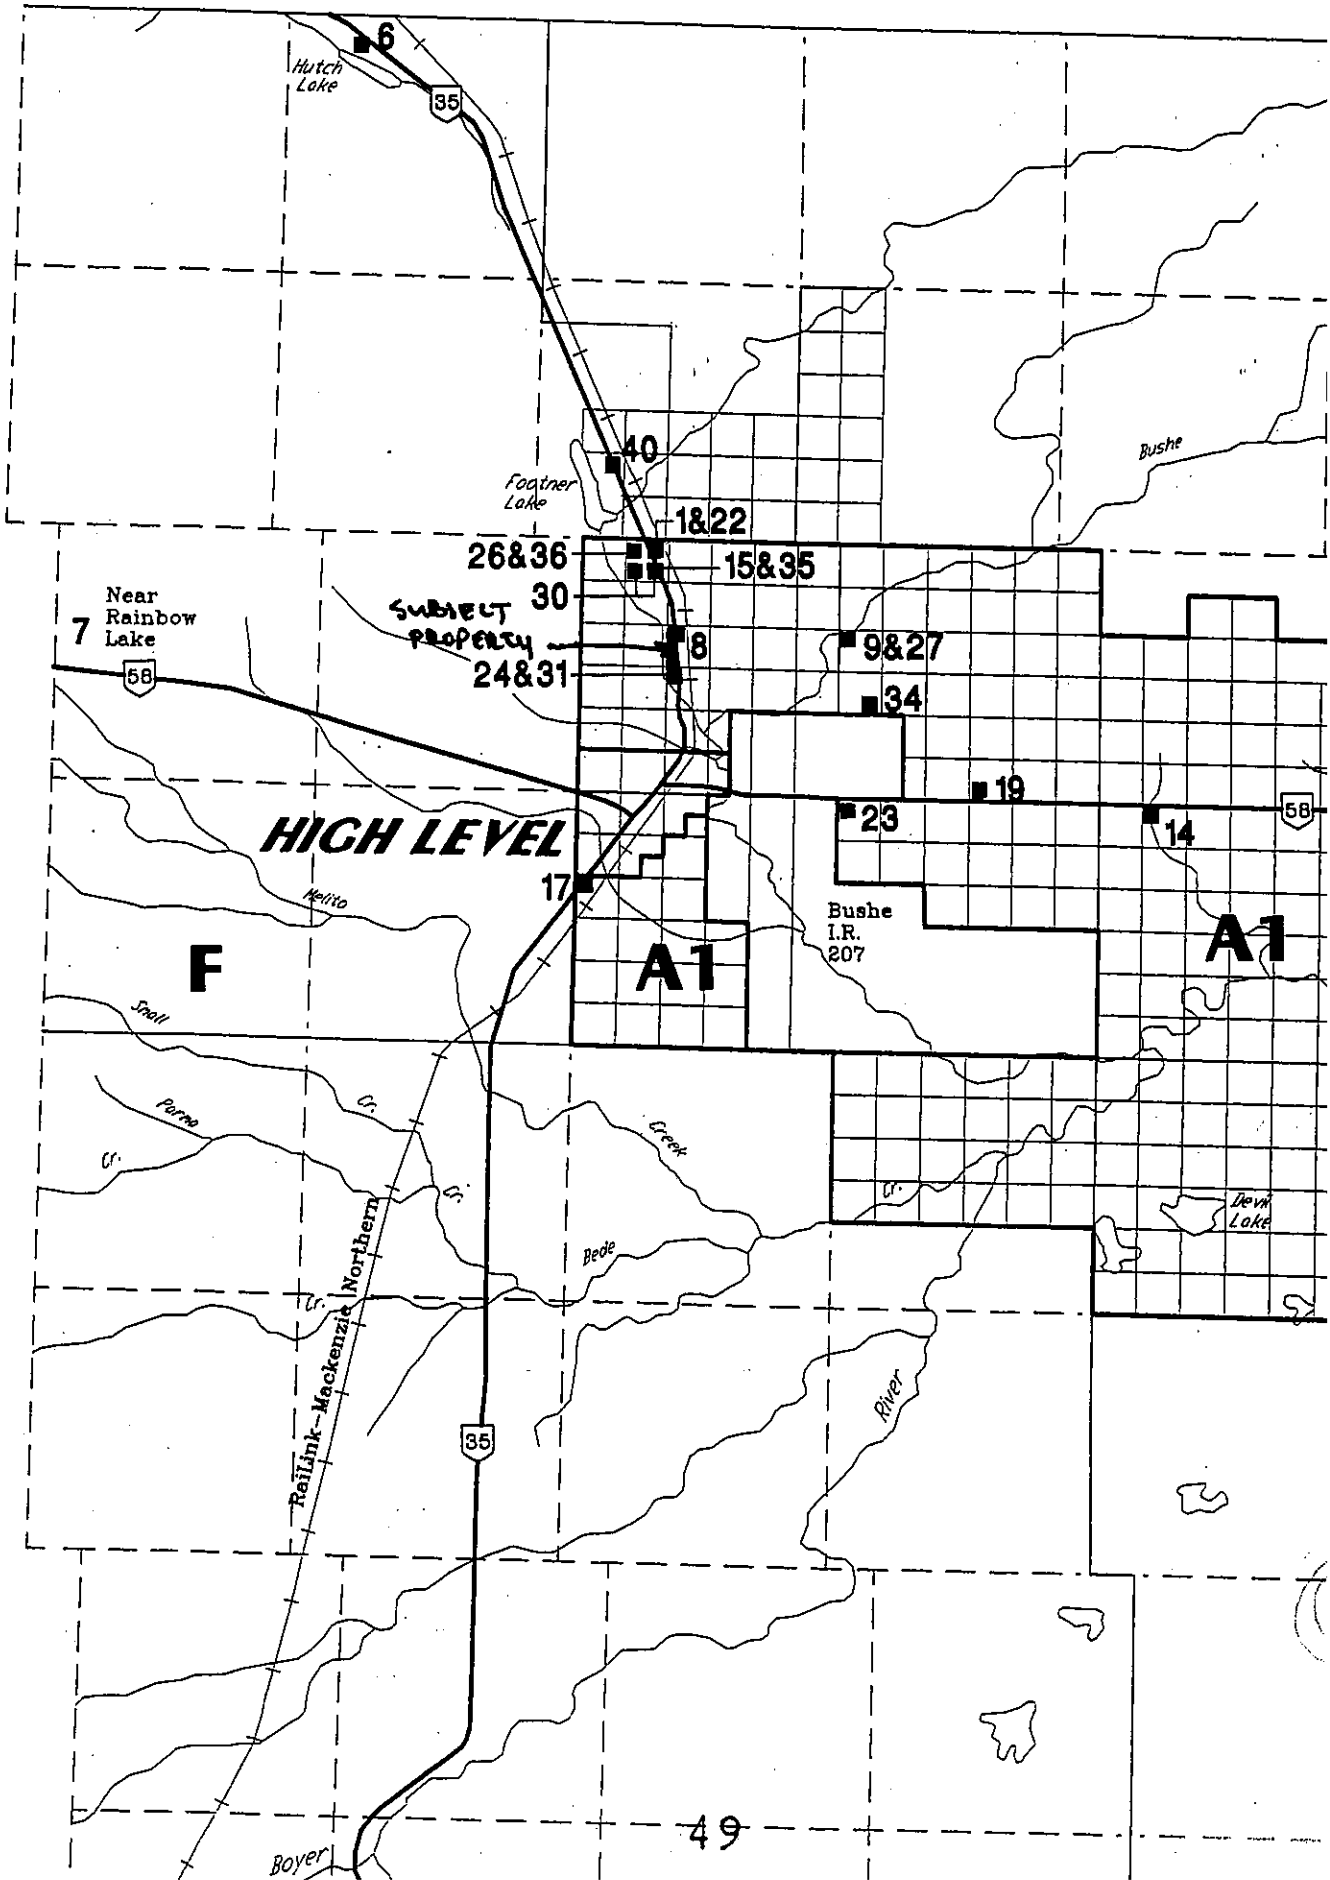 6
Hutch
Lake
35
40
Footner
Lake
1&22
26&36
15&35
30
SUBJECT
PROPERTY
8
9&27
24&31
34
7
Near
Rainbow
Lake
58
19
58
23
14
HIGH LEVEL
17
Melito
Bushe
Bushe
I.R.
207
F
A1
A1
Small
Cr.
Parma
Cr.
Cr.
Creek
Cr.
Devil
Lake
Bede
Cr.
RaiLink-Mackenzie Northern
River
35
49
Boyer